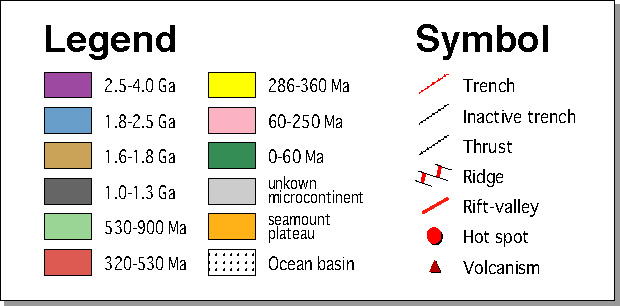 Legend
2.5-4.0 Ga
1.8-2.5 Ga
1.6-1.8 Ga
1.0-1.3 Ga
530-900 Ma
320-530 Ma
286-360 Ma
60-250 Ma
0-60 Ma
unkown
microcontinent
seamount
plateau
Ocean basin
Symbol
Trench
Inactive trench
Thrust
Ridge
Rift-valley
Hot spot
Volcanism